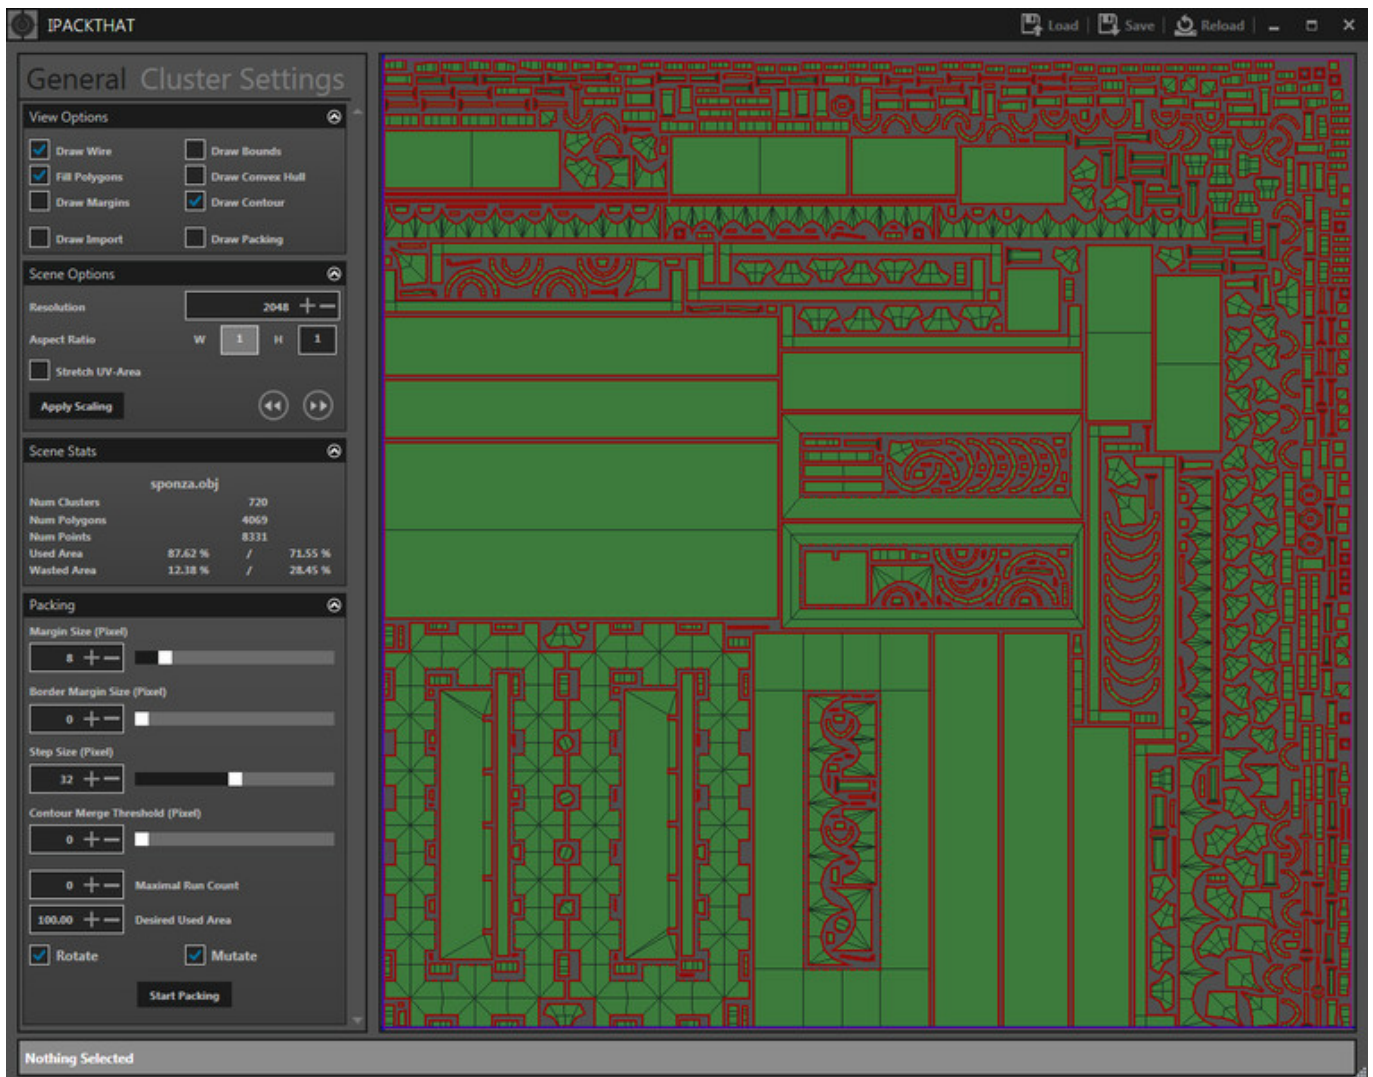 IPACKTHAT
Load Save Reload
General Cluster Settings
View Options
Draw Wire Draw Bounds
Fill Polygons Draw Convex Hull
Draw Margins Draw Contour
Draw Import Draw Packing
Scene Options
Resolution 2048
Aspect Ratio W 1 H 1
Stretch UV-Area
Apply Scaling
Scene Stats
sponza.obj
Num Clusters 720
Num Polygons 4069
Num Points 8331
Used Area 87.62 % / 71.55 %
Wasted Area 12.38 % / 28.45 %
Packing
Margin Size (Pixel)
8
Border Margin Size (Pixel)
0
Step Size (Pixel)
32
Contour Merge Threshold (Pixel)
0
0 Maximal Run Count
100.00 Desired Used Area
Rotate Mutate
Start Packing
Nothing Selected